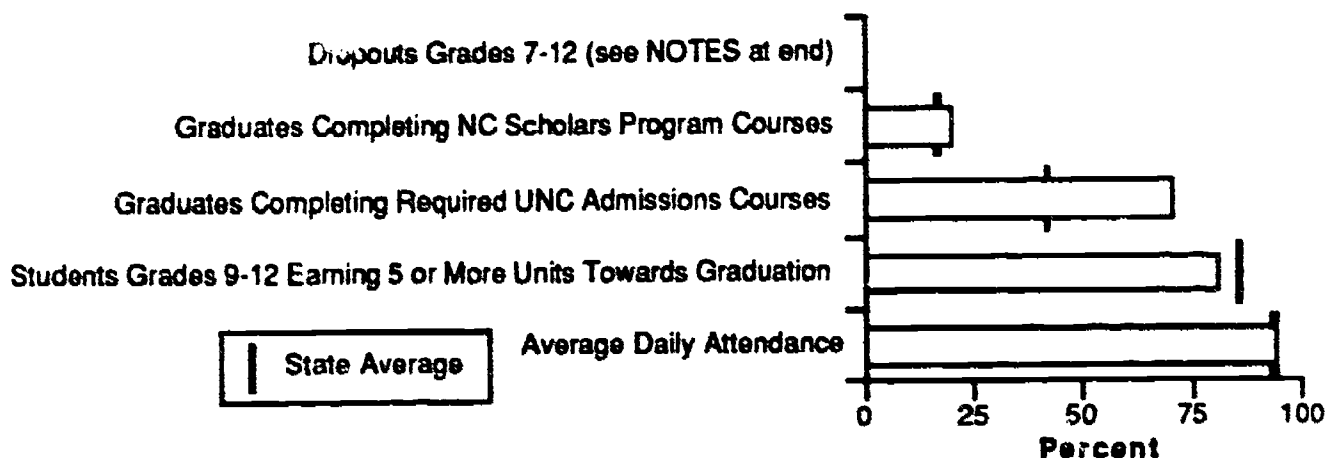 Dropouts Grades 7-12 (see NOTES at end)
Graduates Completing NC Scholars Program Courses
Graduates Completing Required UNC Admissions Courses
Students Grades 9-12 Earning 5 or More Units Towards Graduation
Average Daily Attendance
State Average
0 25 50 75 100
Percent